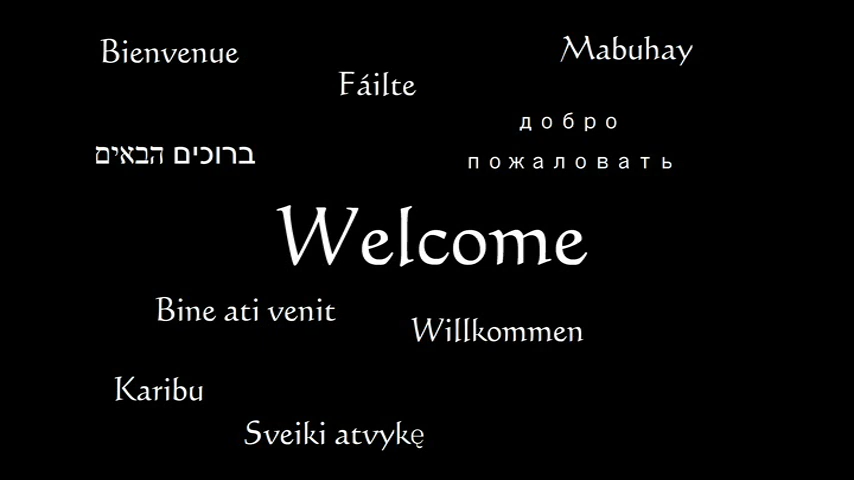 Bienvenue
Mabuhay
Fáilte
добро
пожаловать
ברוכים הבאים
Welcome
Bine ati venit
Willkommen
Karibu
Sveiki atvykę